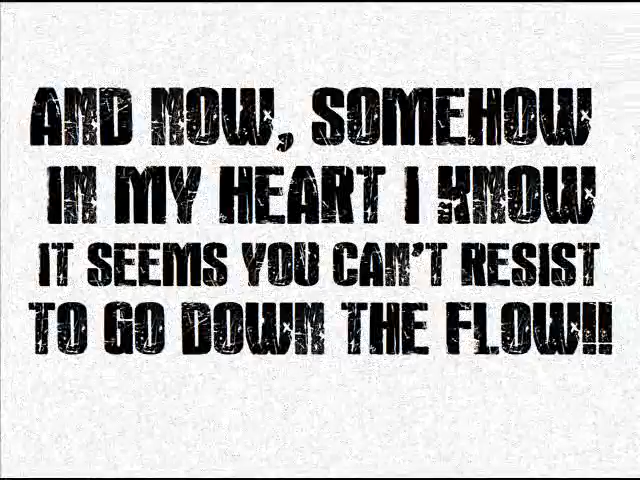 AND NOW, SOMEHOW
IN MY HEART I KNOW
IT SEEMS YOU CAN'T RESIST
TO GO DOWN THE FLOW!!